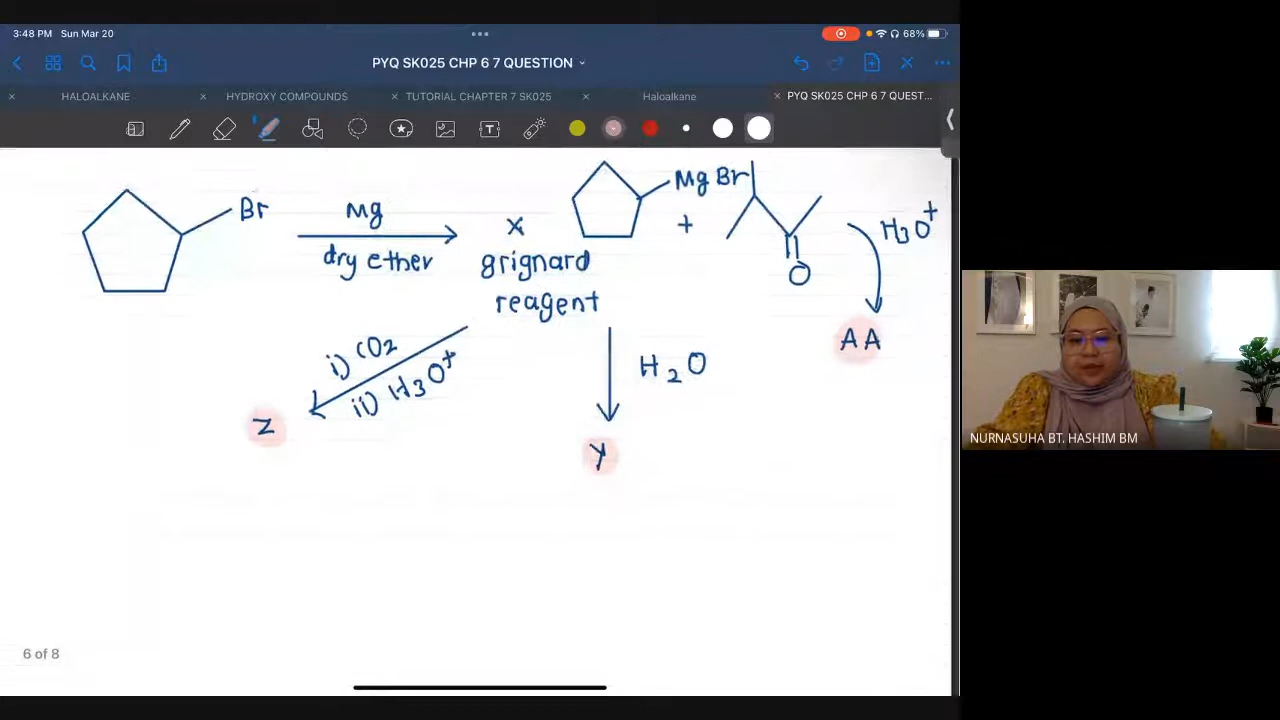 3:48 PM Sun Mar 20
68%
PYQ SK025 CHP 6 7 QUESTION
HALOALKANE
HYDROXY COMPOUNDS
TUTORIAL CHAPTER 7 SK025
Haloalkane
PYQ SK025 CHP 6 7 QUEST...
Br
Mg
dry ether
x
grignard
reagent
Mg Br
+
O
H3O+
AA
i) CO2
ii) H3O+
Z
H2O
y
NURNASUHA BT. HASHIM BM
6 of 8